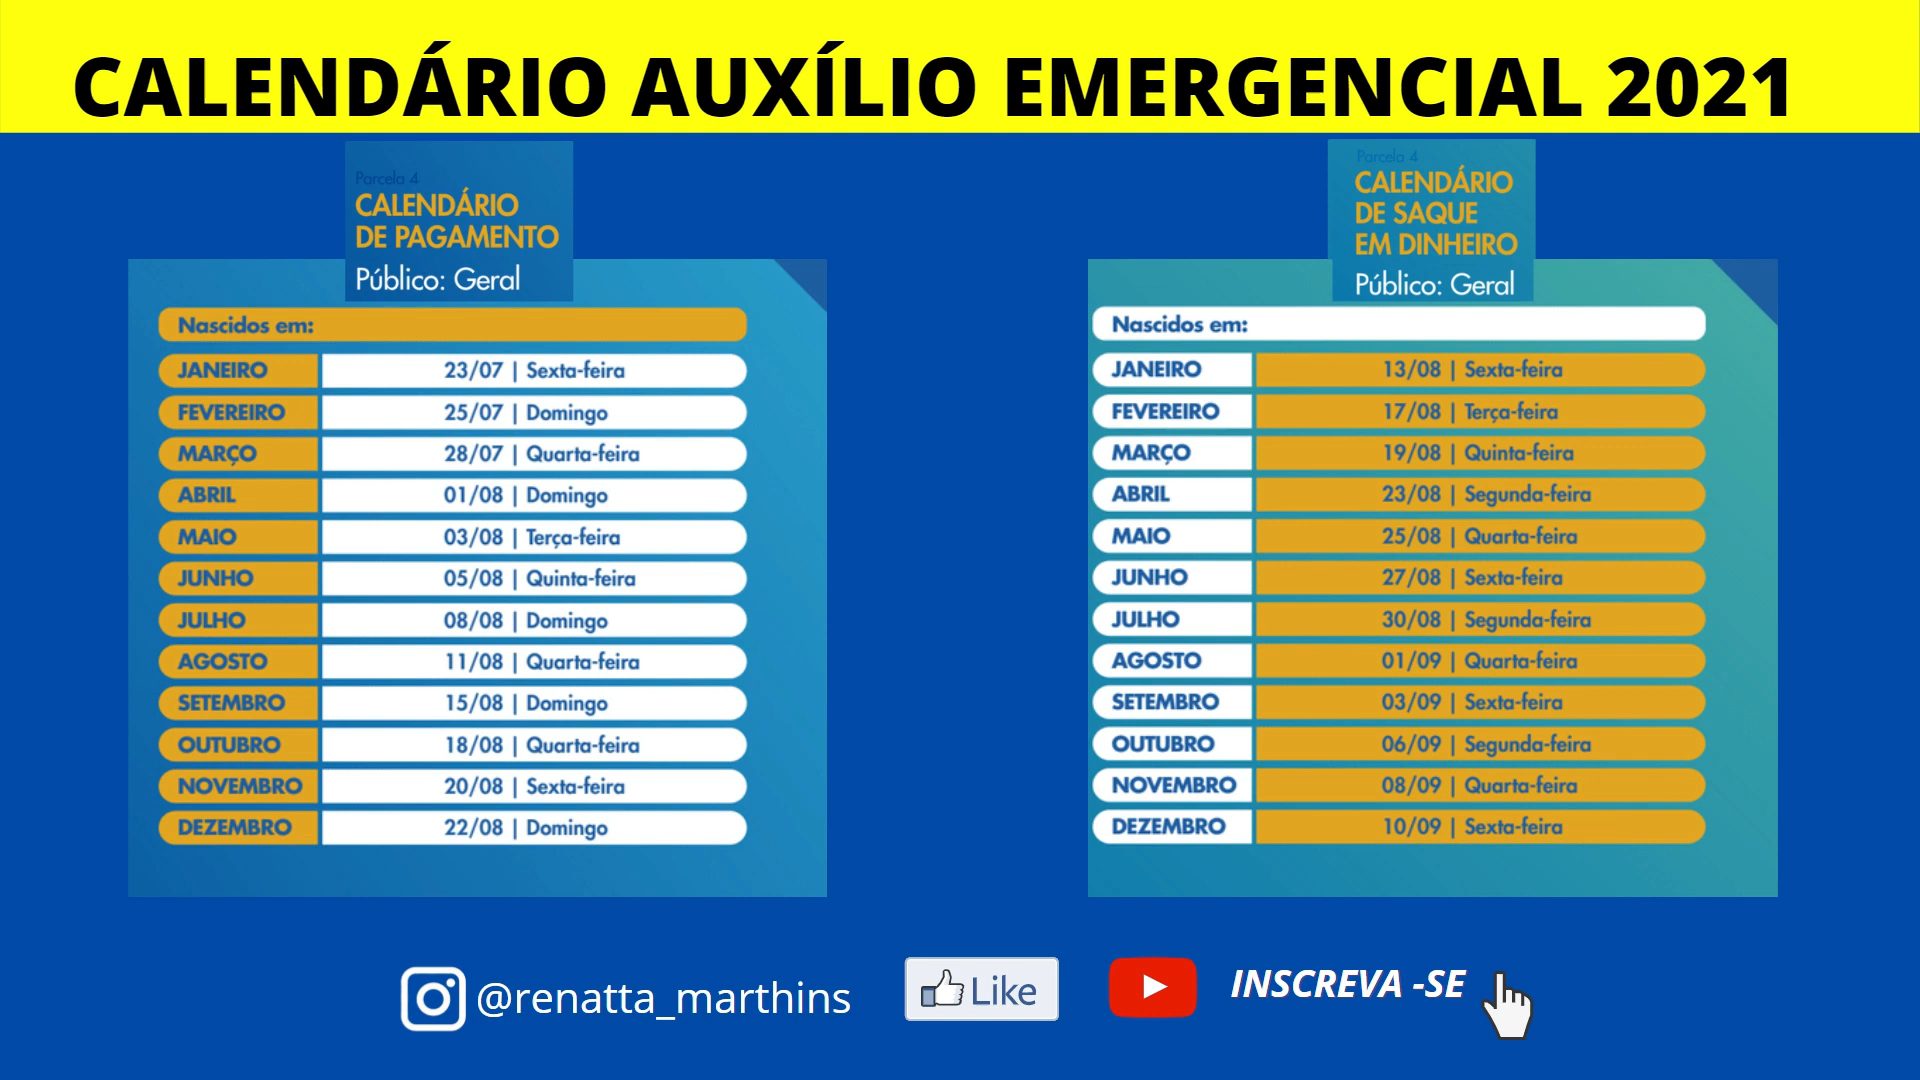 CALENDÁRIO AUXÍLIO EMERGENCIAL 2021
Parcela 4
CALENDÁRIO
DE PAGAMENTO
Público: Geral
Nascidos em:
JANEIRO 23/07 | Sexta-feira
FEVEREIRO 25/07 | Domingo
MARÇO 28/07 | Quarta-feira
ABRIL 01/08 | Domingo
MAIO 03/08 | Terça-feira
JUNHO 05/08 | Quinta-feira
JULHO 08/08 | Domingo
AGOSTO 11/08 | Quarta-feira
SETEMBRO 15/08 | Domingo
OUTUBRO 18/08 | Quarta-feira
NOVEMBRO 20/08 | Sexta-feira
DEZEMBRO 22/08 | Domingo
Parcela 4
CALENDÁRIO
DE SAQUE
EM DINHEIRO
Público: Geral
Nascidos em:
JANEIRO 13/08 | Sexta-feira
FEVEREIRO 17/08 | Terça-feira
MARÇO 19/08 | Quinta-feira
ABRIL 23/08 | Segunda-feira
MAIO 25/08 | Quarta-feira
JUNHO 27/08 | Sexta-feira
JULHO 30/08 | Segunda-feira
AGOSTO 01/09 | Quarta-feira
SETEMBRO 03/09 | Sexta-feira
OUTUBRO 06/09 | Segunda-feira
NOVEMBRO 08/09 | Quarta-feira
DEZEMBRO 10/09 | Sexta-feira
@renatta_marthins
Like
INSCREVA -SE